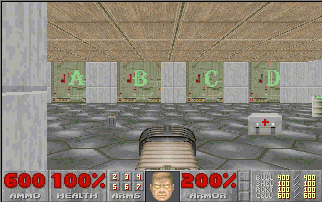 A B C D
600 100% 2 3 4 200% BULL 400 / 400
5 6 7 SHEL 100 / 100
RCKT 100 / 100
AMMO HEALTH ARMS ARMOR CELL 600 / 600